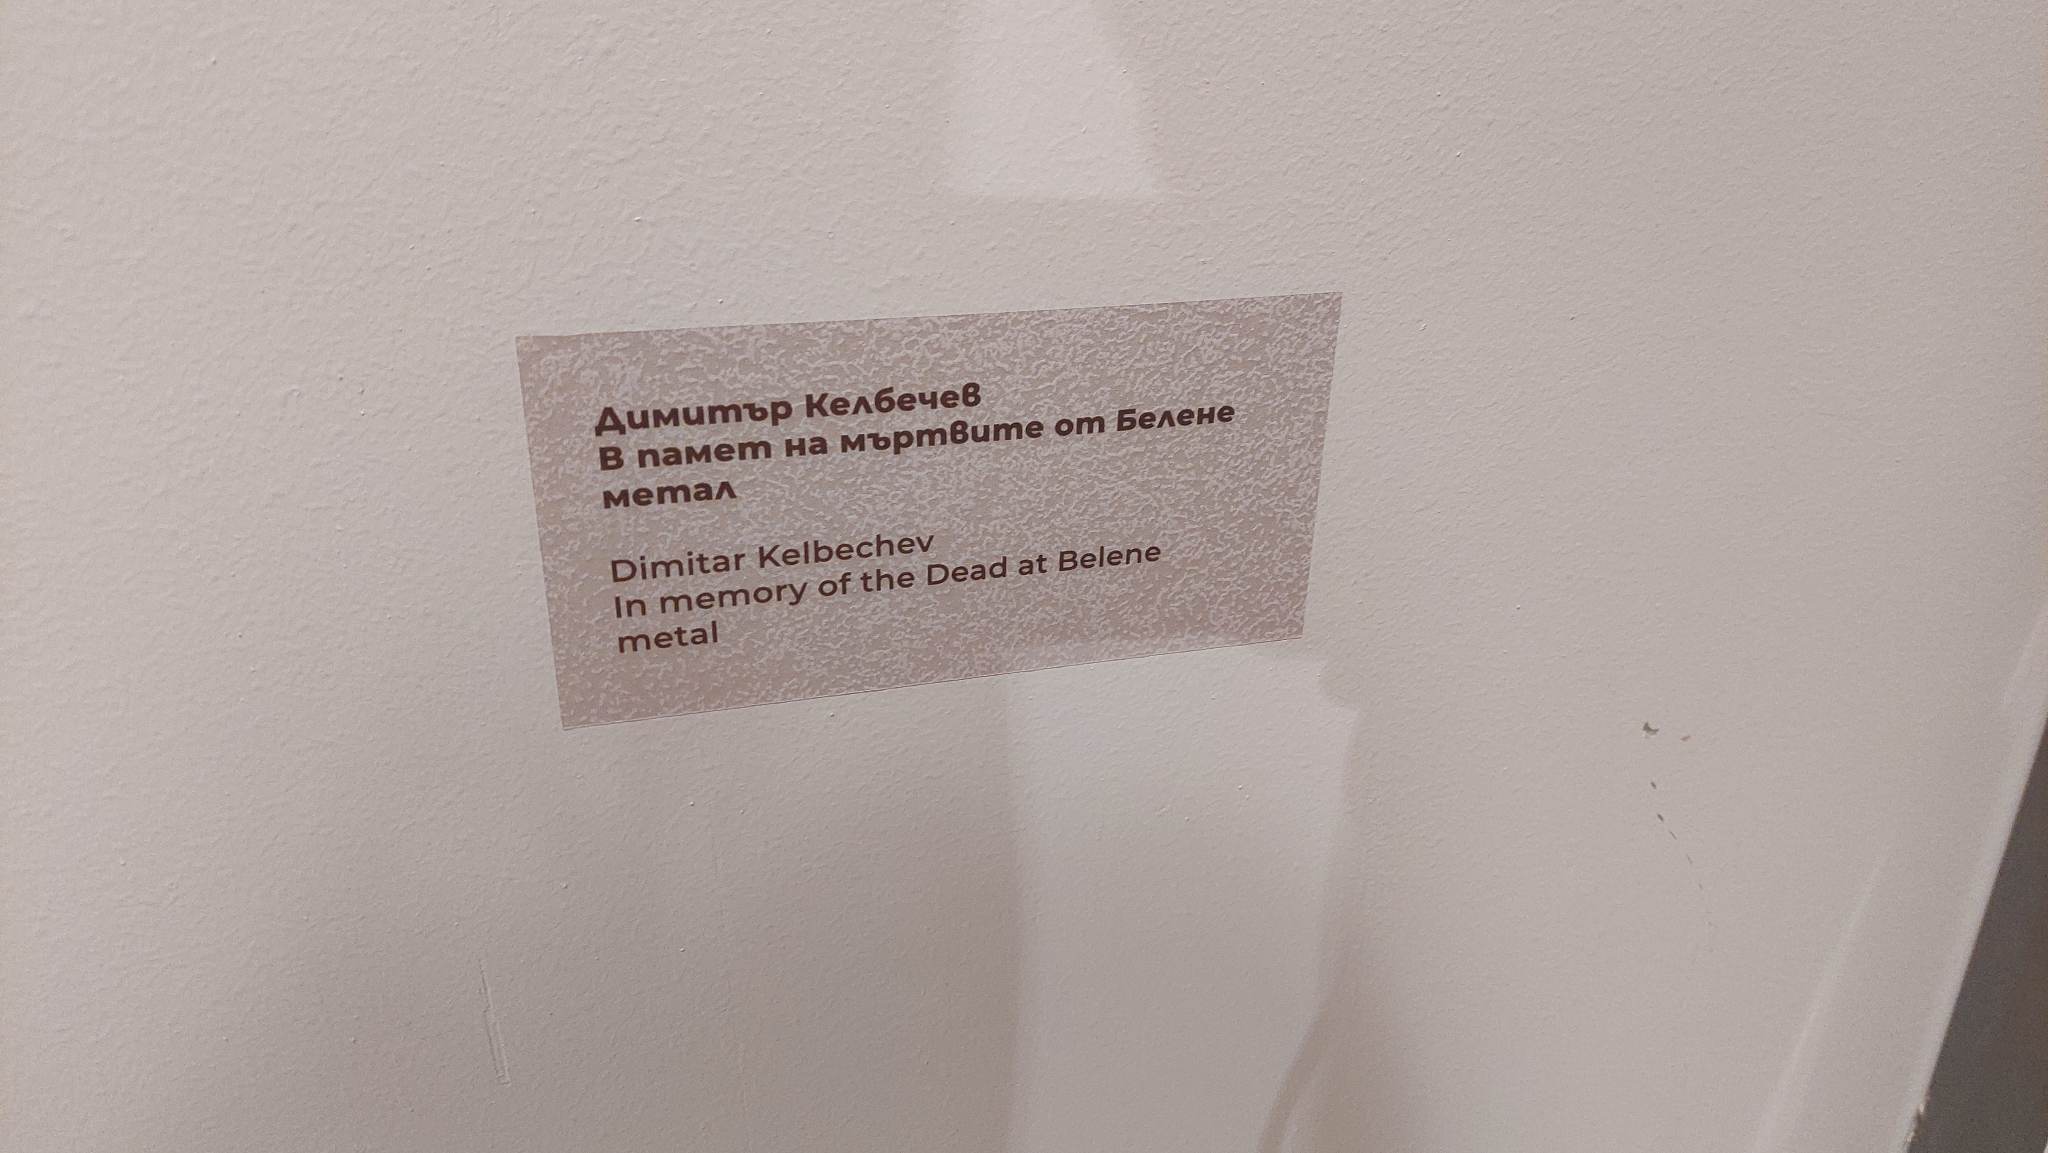 Димитър Келбечев
В памет на мъртвите от Белене
метал
Dimitar Kelbechev
In memory of the Dead at Belene
metal